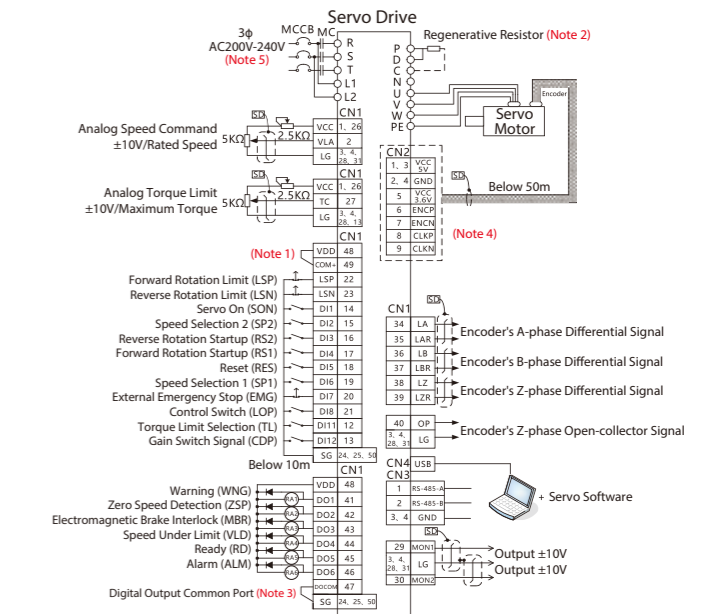 Servo Drive
3ϕ
AC200V-240V
(Note 5)
MCCB MC
R
S
T
L1
L2
P
D
C
N
U
V
W
PE
Regenerative Resistor (Note 2)
Encoder
Servo
Motor
Analog Speed Command
±10V/Rated Speed
5KΩ
SD
2.5KΩ
CN1
VCC 1, 26
VLA 2
LG 3, 4, 28, 31
Analog Torque Limit
±10V/Maximum Torque
5KΩ
SD
2.5KΩ
CN1
VCC 1, 26
TC 27
LG 3, 4, 28, 13
CN2
1, 3 VCC 5V
2, 4 GND
5 VCC 3.6V
6 ENCP
7 ENCN
8 CLKP
9 CLKN
SD
Below 50m
(Note 4)
CN1
(Note 1)
VDD 48
COM+ 49
Forward Rotation Limit (LSP) LSP 22
Reverse Rotation Limit (LSN) LSN 23
Servo On (SON) DI1 14
Speed Selection 2 (SP2) DI2 15
Reverse Rotation Startup (RS2) DI3 16
Forward Rotation Startup (RS1) DI4 17
Reset (RES) DI5 18
Speed Selection 1 (SP1) DI6 19
External Emergency Stop (EMG) DI7 20
Control Switch (LOP) DI8 21
Torque Limit Selection (TL) DI11 12
Gain Switch Signal (CDP) DI12 13
SG 24, 25, 50
Below 10m
SD
CN1
34 LA
35 LAR
Encoder's A-phase Differential Signal
36 LB
37 LBR
Encoder's B-phase Differential Signal
38 LZ
39 LZR
Encoder's Z-phase Differential Signal
40 OP
3, 4, 28, 31 LG
Encoder's Z-phase Open-collector Signal
CN4 USB
CN3
1 RS-485-A
2 RS-485-B
3, 4 GND
+ Servo Software
SD
29 MON1
3, 4, 28, 31 LG
30 MON2
Output ±10V
Output ±10V
CN1
VDD 48
Warning (WNG) RA1 DO1 41
Zero Speed Detection (ZSP) RA2 DO2 42
Electromagnetic Brake Interlock (MBR) RA3 DO3 43
Speed Under Limit (VLD) RA4 DO4 44
Ready (RD) RA5 DO5 45
Alarm (ALM) RA6 DO6 46
DOCOM 47
Digital Output Common Port (Note 3)
SG 24, 25, 50